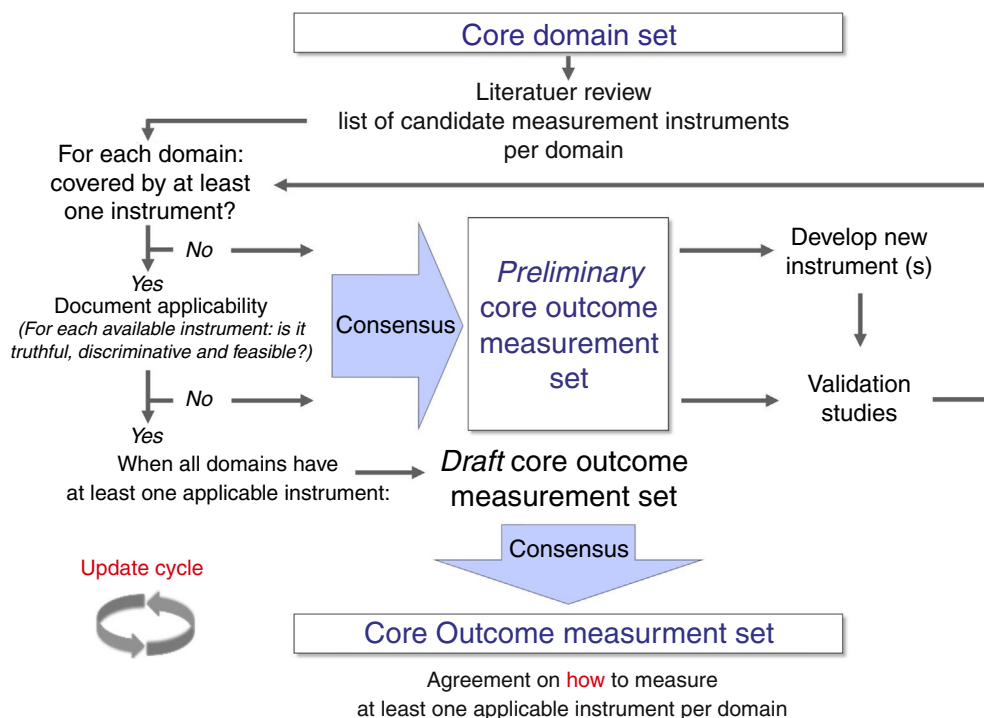 Core domain set
Literatuer review
list of candidate measurement instruments
per domain
For each domain:
covered by at least
one instrument?
No
Yes
Document applicability
(For each available instrument: is it
truthful, discriminative and feasible?)
No
Yes
When all domains have
at least one applicable instrument:
Consensus
Preliminary
core outcome
measurement
set
Develop new
instrument (s)
Validation
studies
Draft core outcome
measurement set
Consensus
Update cycle
Core Outcome measurment set
Agreement on how to measure
at least one applicable instrument per domain